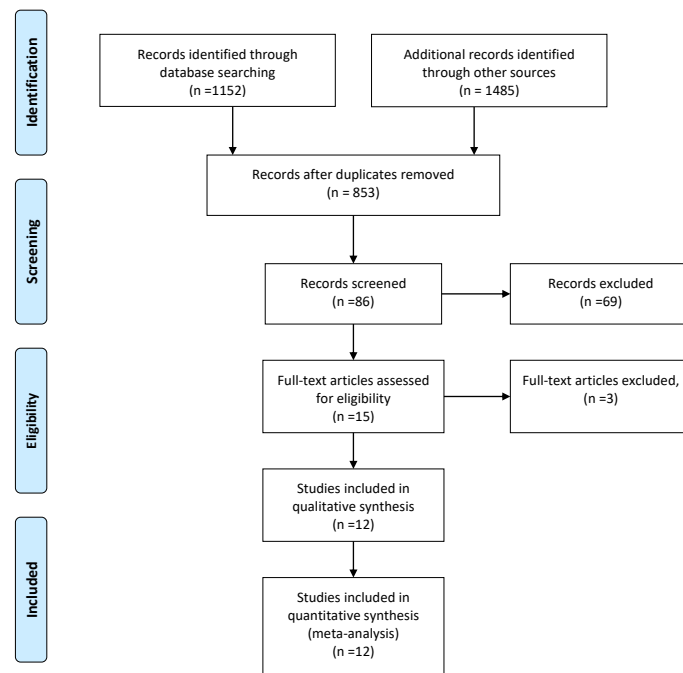 Identification
Records identified through
database searching
(n =1152)
Additional records identified
through other sources
(n = 1485)
Records after duplicates removed
(n = 853)
Screening
Records screened
(n =86)
Records excluded
(n =69)
Eligibility
Full-text articles assessed
for eligibility
(n =15)
Full-text articles excluded,
(n =3)
Studies included in
qualitative synthesis
(n =12)
Included
Studies included in
quantitative synthesis
(meta-analysis)
(n =12)